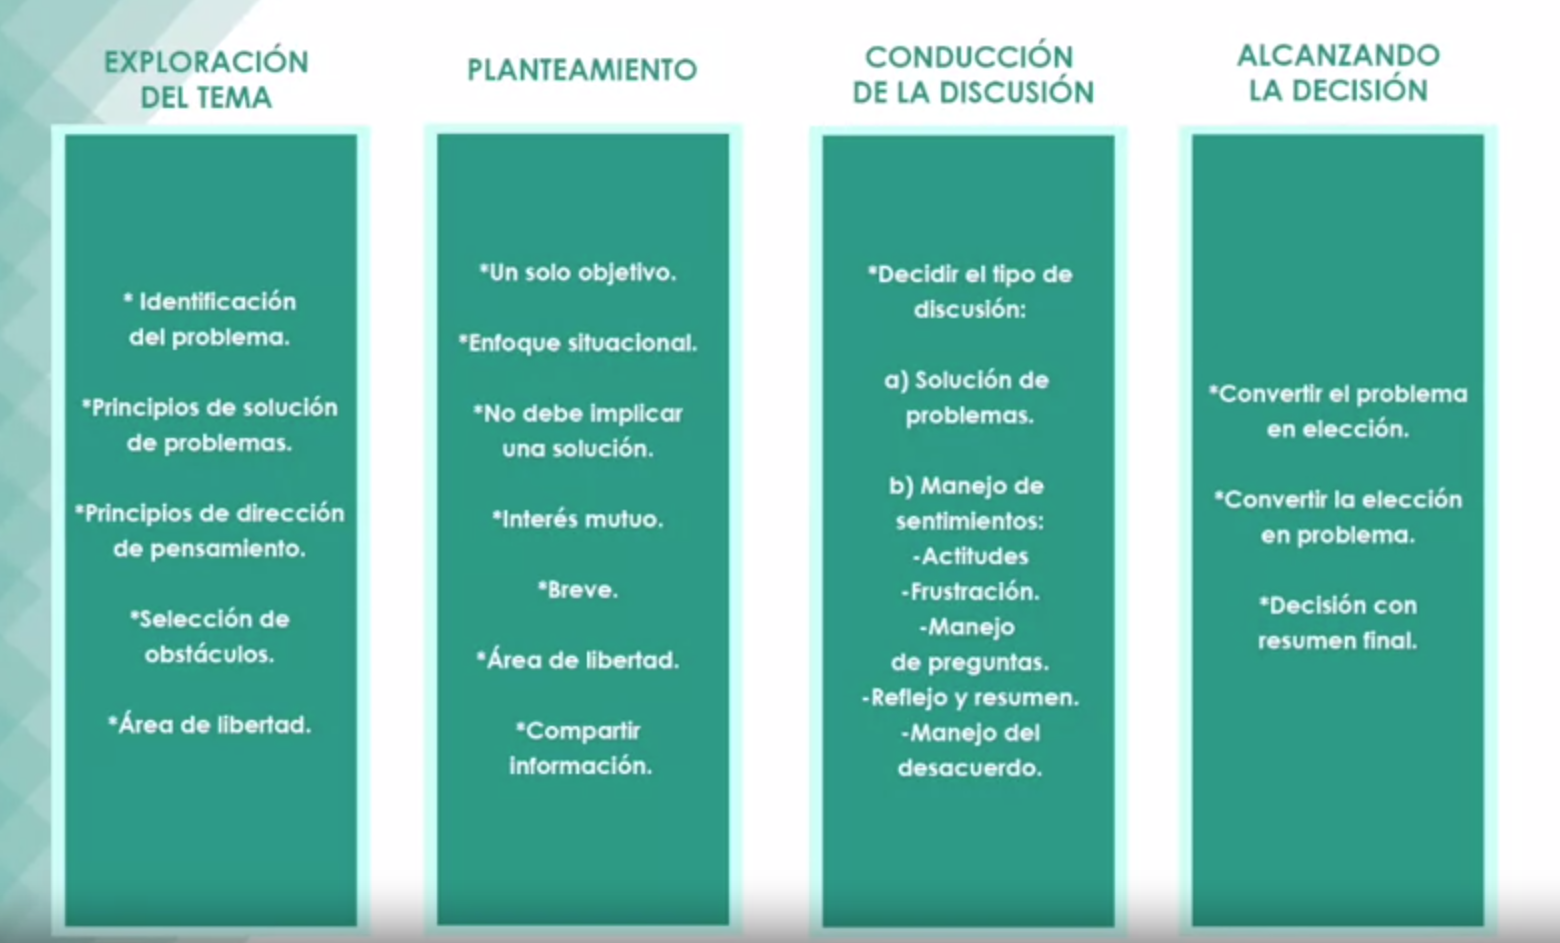 EXPLORACIÓN
DEL TEMA
* Identificación
del problema.
*Principios de solución
de problemas.
*Principios de dirección
de pensamiento.
*Selección de
obstáculos.
*Área de libertad.
PLANTEAMIENTO
*Un solo objetivo.
*Enfoque situacional.
*No debe implicar
una solución.
*Interés mutuo.
*Breve.
*Área de libertad.
*Compartir
información.
CONDUCCIÓN
DE LA DISCUSIÓN
*Decidir el tipo de
discusión:
a) Solución de
problemas.
b) Manejo de
sentimientos:
-Actitudes
-Frustración.
-Manejo
de preguntas.
-Reflejo y resumen.
-Manejo del
desacuerdo.
ALCANZANDO
LA DECISIÓN
*Convertir el problema
en elección.
*Convertir la elección
en problema.
*Decisión con
resumen final.